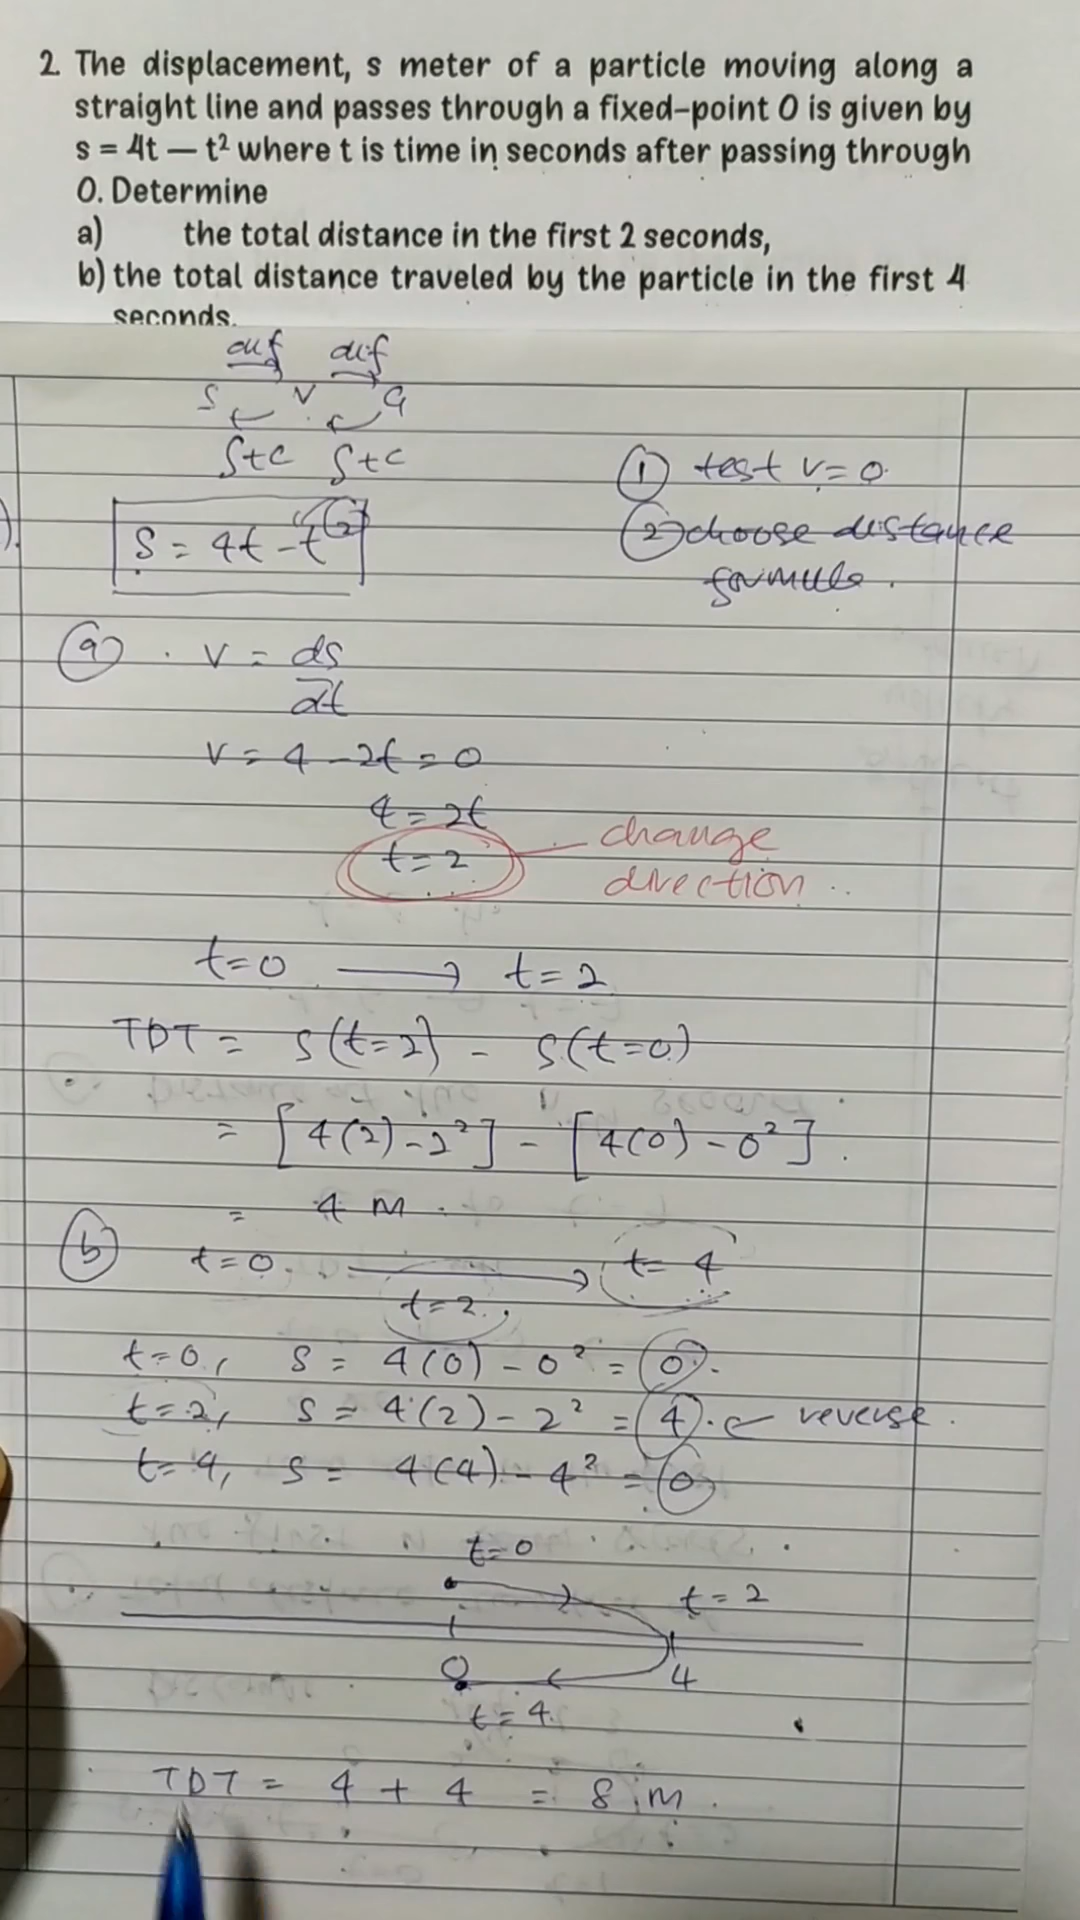 2. The displacement, s meter of a particle moving along a
straight line and passes through a fixed-point O is given by
s = 4t — t² where t is time in seconds after passing through
O. Determine
a) the total distance in the first 2 seconds,
b) the total distance traveled by the particle in the first 4
seconds.
dif dif
S V a
∫+c ∫+c
① test v=0
S = 4t - t²
② choose distance
formula.
(a) v = ds
dt
v = 4 - 2t = 0
4 = 2t
t = 2 change
direction
t=0 → t=2
TDT = s(t=2) - s(t=0)
= [4(2)-2²] - [4(0)-0²].
= 4 m.
(b) t=0 → t=4
t=2
t=0, S = 4(0) - 0² = 0.
t=2, S = 4(2) - 2² = 4. ← reverse.
t=4, S = 4(4) - 4² = 0
t=0
t=2
O 4
t=4
TDT = 4 + 4 = 8 m.